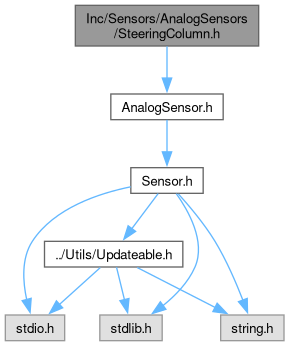 Inc/Sensors/AnalogSensors
/SteeringColumn.h
AnalogSensor.h
Sensor.h
../Utils/Updateable.h
stdio.h
stdlib.h
string.h